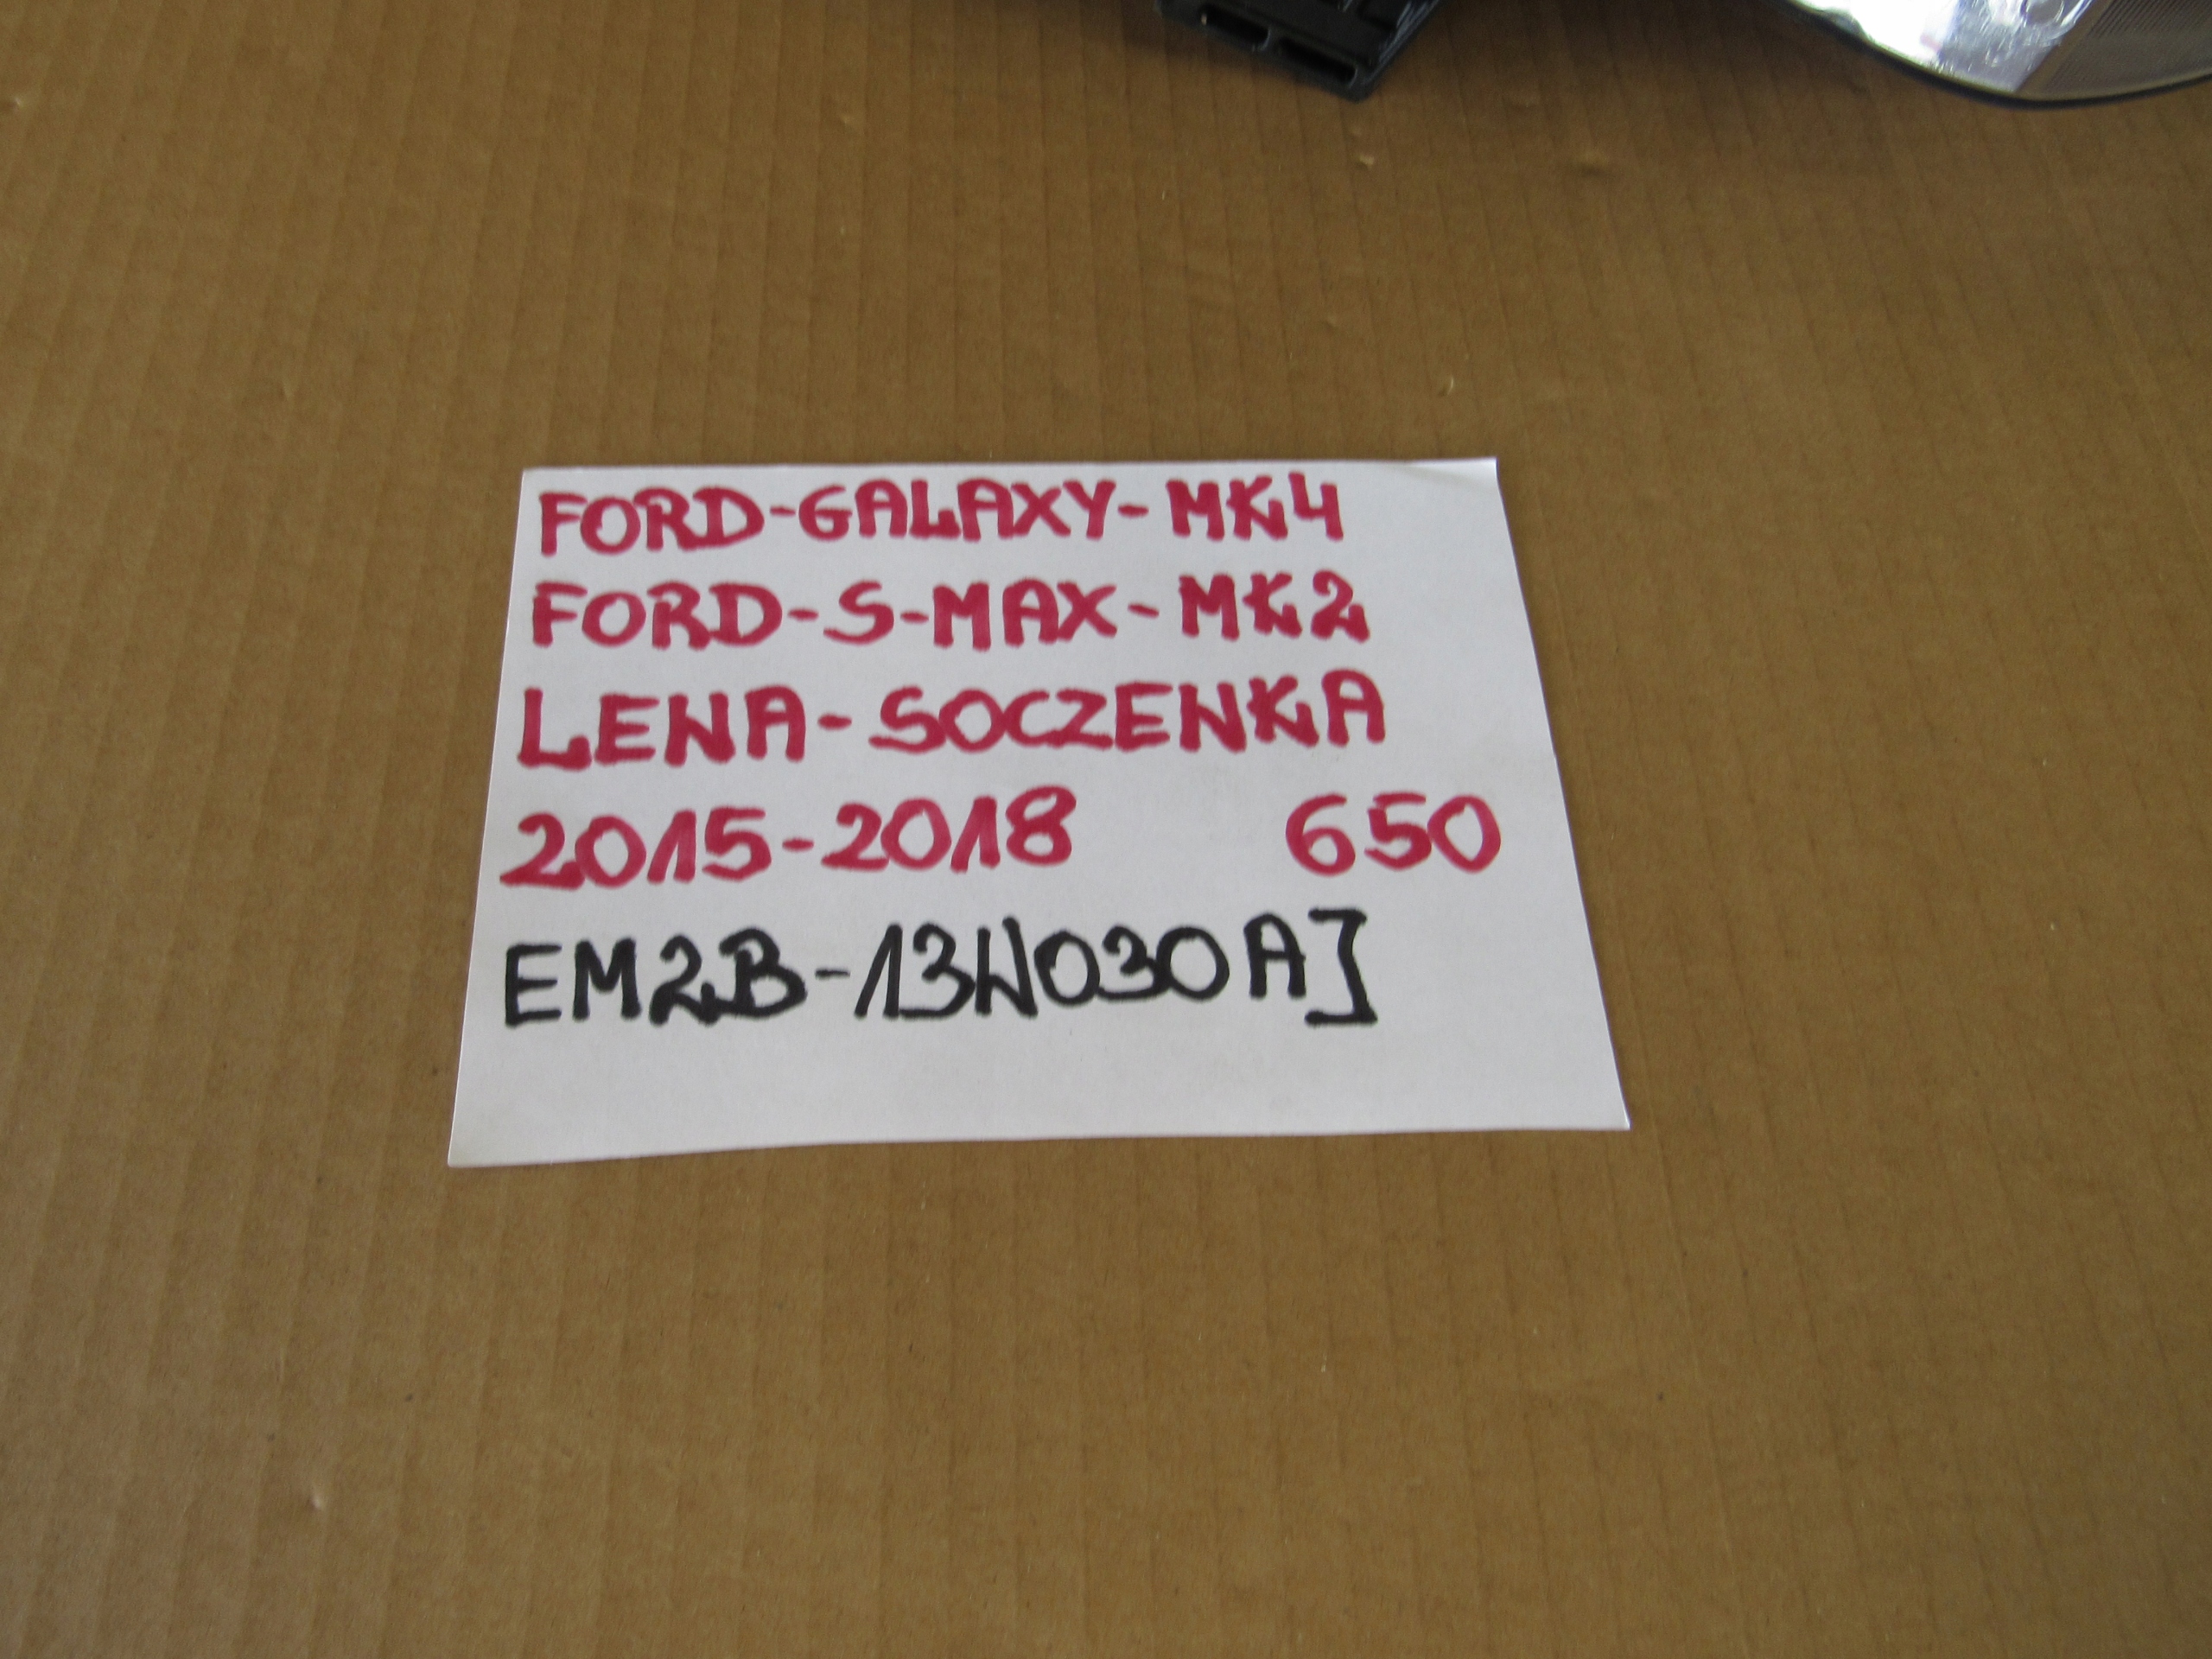 FORD-GALAXY-MK4
FORD-S-MAX-MK2
LENA-SOCZENKA
2015-2018 650
EM2B-13W030AJ